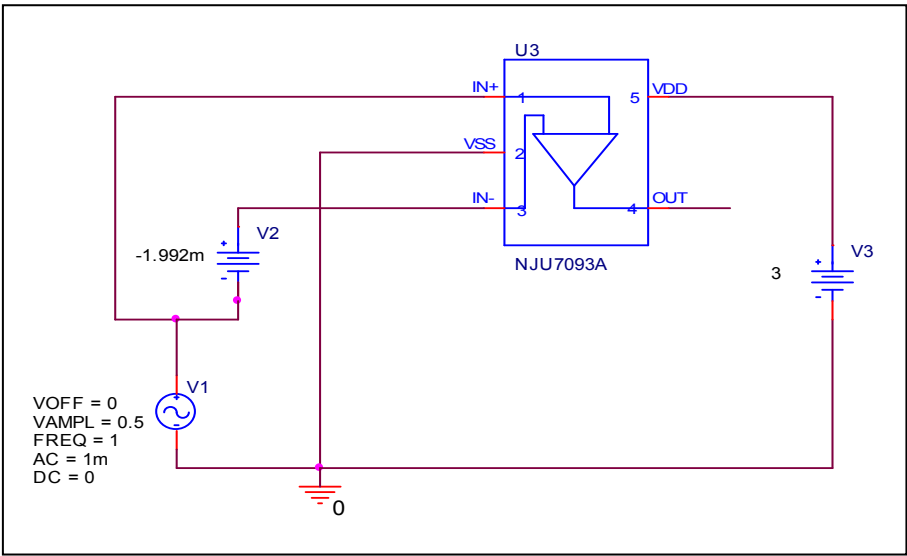 U3
IN+
1
5
VDD
VSS
2
IN-
3
4
OUT
NJU7093A
V2
+
-1.992m
-
V3
+
3
-
V1
+
-
VOFF = 0
VAMPL = 0.5
FREQ = 1
AC = 1m
DC = 0
0